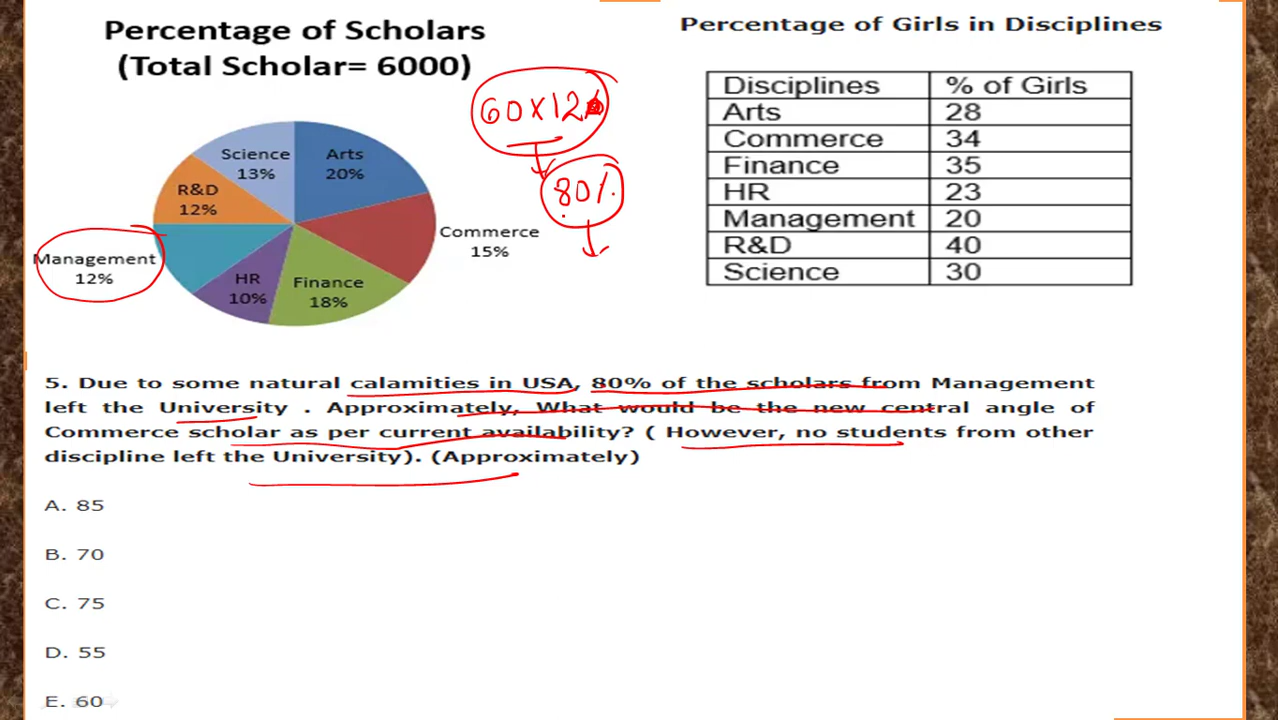 Percentage of Scholars
(Total Scholar= 6000)
Percentage of Girls in Disciplines
60x12
80%
Science
13%
Arts
20%
R&D
12%
Commerce
15%
Management
12%
HR
10%
Finance
18%
Disciplines % of Girls
Arts 28
Commerce 34
Finance 35
HR 23
Management 20
R&D 40
Science 30
5. Due to some natural calamities in USA, 80% of the scholars from Management
left the University . Approximately, What would be the new central angle of
Commerce scholar as per current availability? ( However, no students from other
discipline left the University). (Approximately)
A. 85
B. 70
C. 75
D. 55
E. 60